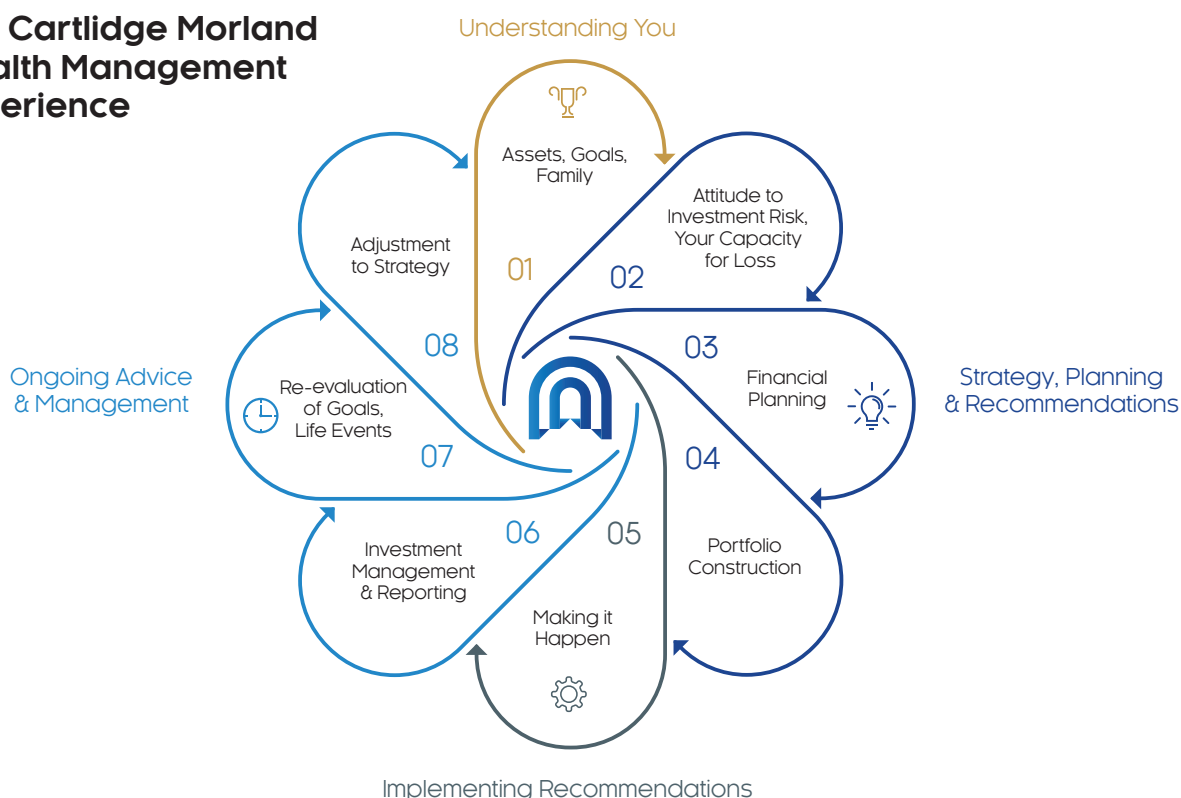 Cartlidge Morland
alth Management
erience
Understanding You
Assets, Goals,
Family
01
Attitude to
Investment Risk,
Your Capacity
for Loss
02
03
Financial
Planning
Strategy, Planning
& Recommendations
04
Portfolio
Construction
05
Making it
Happen
Implementing Recommendations
06
Investment
Management
& Reporting
07
Re-evaluation
of Goals,
Life Events
Ongoing Advice
& Management
08
Adjustment
to Strategy